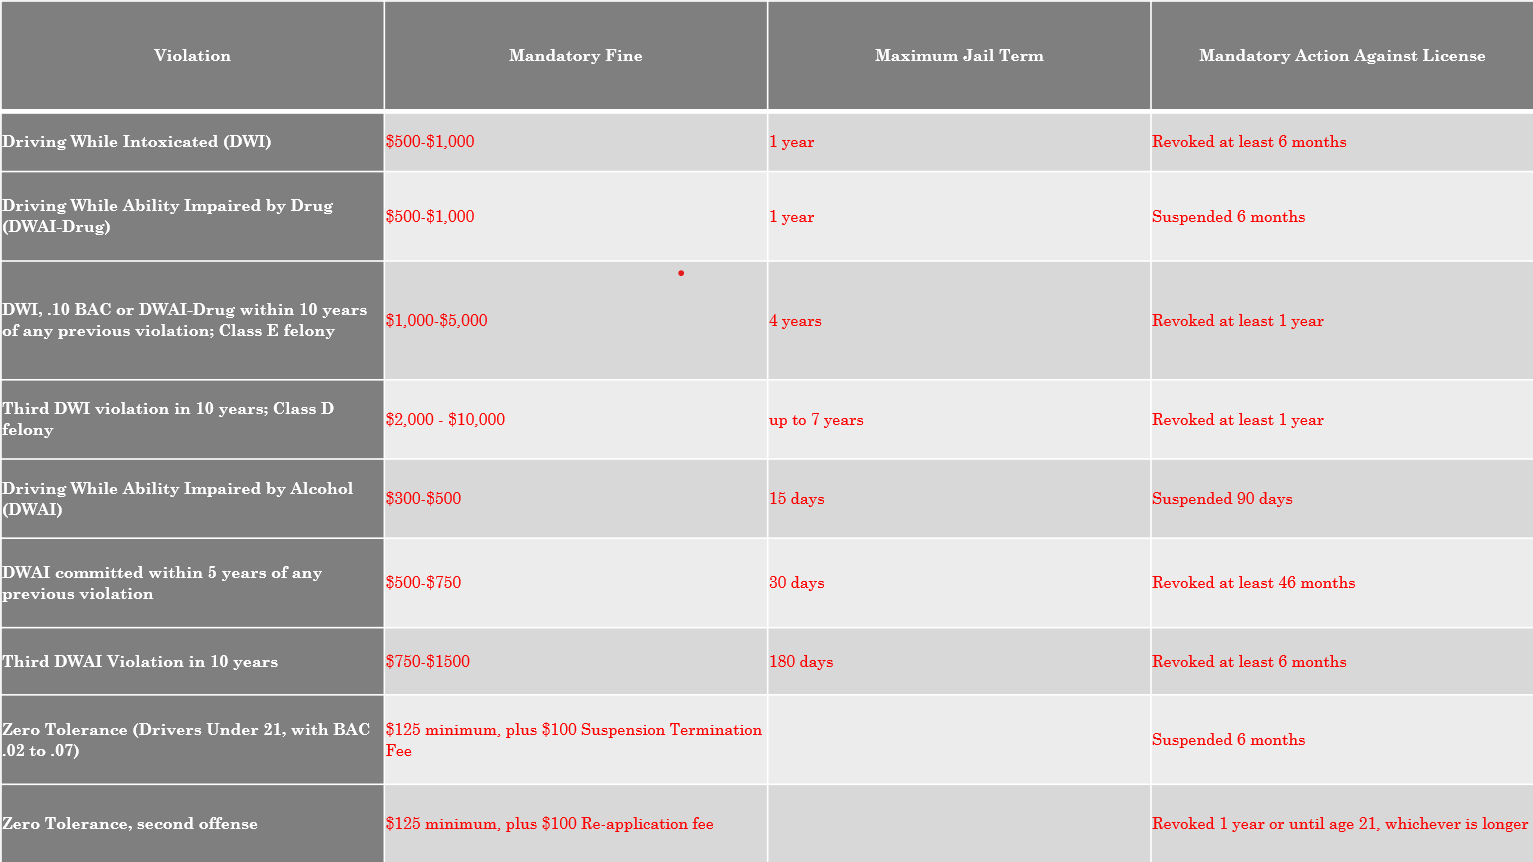 Violation
Mandatory Fine
Maximum Jail Term
Mandatory Action Against License
Driving While Intoxicated (DWI)
$500-$1,000
1 year
Revoked at least 6 months
Driving While Ability Impaired by Drug
(DWAI-Drug)
$500-$1,000
1 year
Suspended 6 months
DWI, .10 BAC or DWAI-Drug within 10 years
of any previous violation; Class E felony
$1,000-$5,000
4 years
Revoked at least 1 year
Third DWI violation in 10 years; Class D
felony
$2,000 - $10,000
up to 7 years
Revoked at least 1 year
Driving While Ability Impaired by Alcohol
(DWAI)
$300-$500
15 days
Suspended 90 days
DWAI committed within 5 years of any
previous violation
$500-$750
30 days
Revoked at least 46 months
Third DWAI Violation in 10 years
$750-$1500
180 days
Revoked at least 6 months
Zero Tolerance (Drivers Under 21, with BAC
.02 to .07)
$125 minimum, plus $100 Suspension Termination
Fee
Suspended 6 months
Zero Tolerance, second offense
$125 minimum, plus $100 Re-application fee
Revoked 1 year or until age 21, whichever is longer